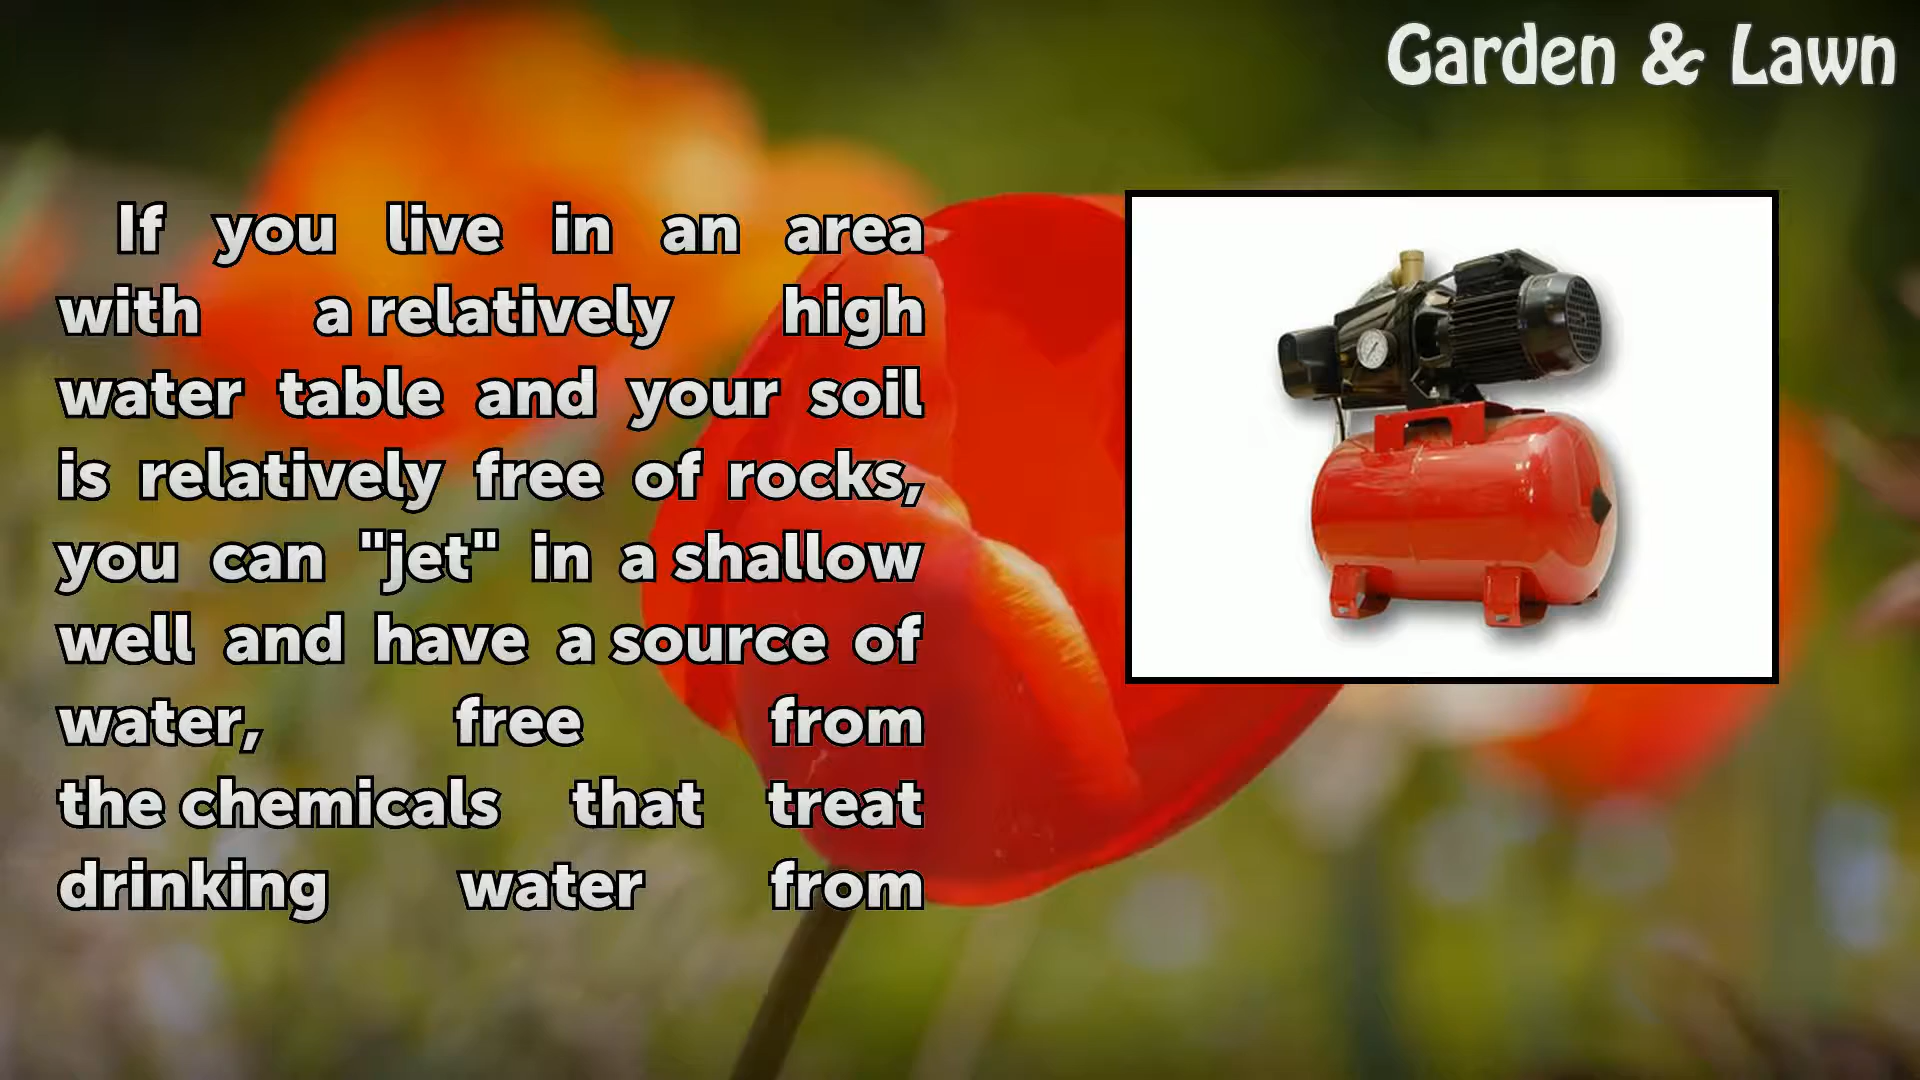 Garden & Lawn
If you live in an area
with a relatively high
water table and your soil
is relatively free of rocks,
you can "jet" in a shallow
well and have a source of
water, free from
the chemicals that treat
drinking water from